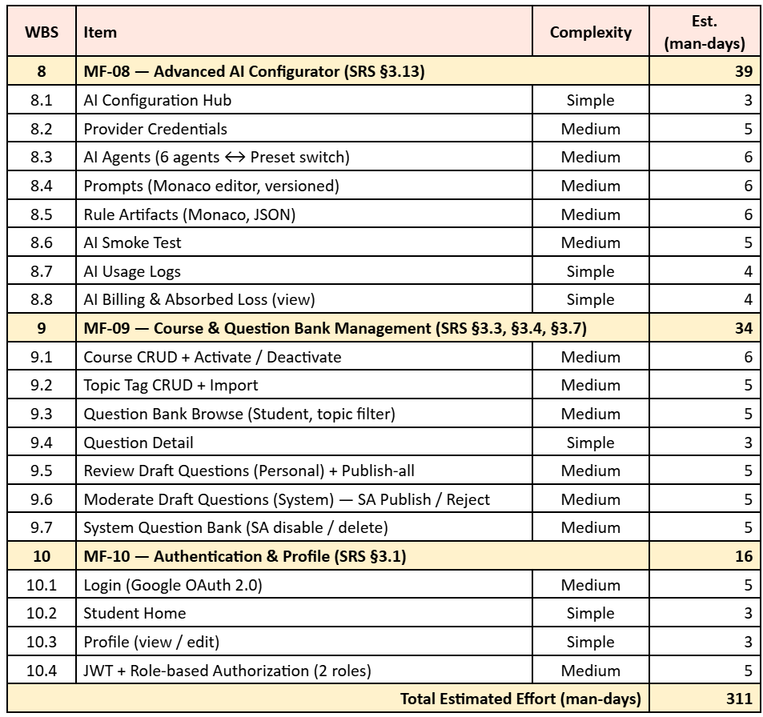 WBS Item Complexity Est. (man-days)
8 MF-08 — Advanced AI Configurator (SRS §3.13) 39
8.1 AI Configuration Hub Simple 3
8.2 Provider Credentials Medium 5
8.3 AI Agents (6 agents ↔ Preset switch) Medium 6
8.4 Prompts (Monaco editor, versioned) Medium 6
8.5 Rule Artifacts (Monaco, JSON) Medium 6
8.6 AI Smoke Test Medium 5
8.7 AI Usage Logs Simple 4
8.8 AI Billing & Absorbed Loss (view) Simple 4
9 MF-09 — Course & Question Bank Management (SRS §3.3, §3.4, §3.7) 34
9.1 Course CRUD + Activate / Deactivate Medium 6
9.2 Topic Tag CRUD + Import Medium 5
9.3 Question Bank Browse (Student, topic filter) Medium 5
9.4 Question Detail Simple 3
9.5 Review Draft Questions (Personal) + Publish-all Medium 5
9.6 Moderate Draft Questions (System) — SA Publish / Reject Medium 5
9.7 System Question Bank (SA disable / delete) Medium 5
10 MF-10 — Authentication & Profile (SRS §3.1) 16
10.1 Login (Google OAuth 2.0) Medium 5
10.2 Student Home Simple 3
10.3 Profile (view / edit) Simple 3
10.4 JWT + Role-based Authorization (2 roles) Medium 5
Total Estimated Effort (man-days) 311